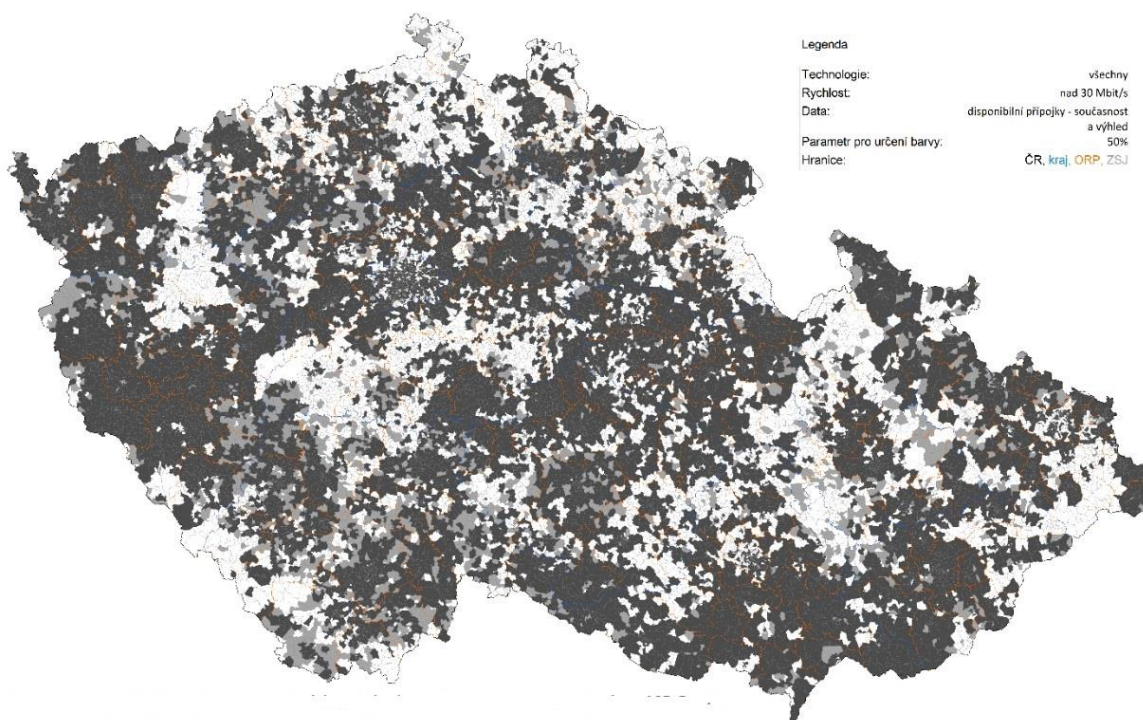 Legenda
Technologie: všechny
Rychlost: nad 30 Mbit/s
Data: disponibilní přípojky - současnost
a výhled
Parametr pro určení barvy: 50%
Hranice: ČR, kraj, ORP, ZSJ